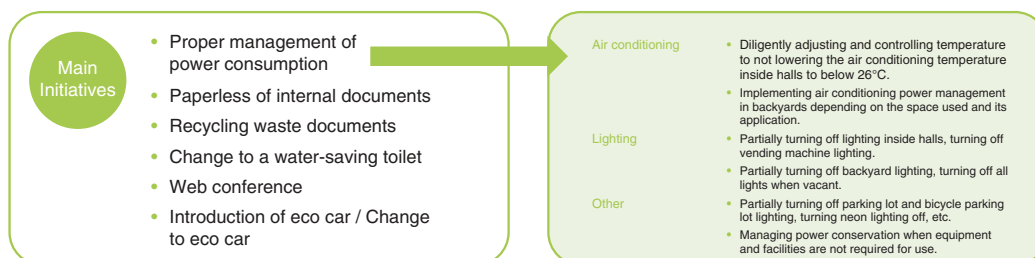 Main
Initiatives
• Proper management of
power consumption
• Paperless of internal documents
• Recycling waste documents
• Change to a water-saving toilet
• Web conference
• Introduction of eco car / Change
to eco car
Air conditioning
• Diligently adjusting and controlling temperature
to not lowering the air conditioning temperature
inside halls to below 26°C.
• Implementing air conditioning power management
in backyards depending on the space used and its
application.
Lighting
• Partially turning off lighting inside halls, turning off
vending machine lighting.
• Partially turning off backyard lighting, turning off all
lights when vacant.
Other
• Partially turning off parking lot and bicycle parking
lot lighting, turning neon lighting off, etc.
• Managing power conservation when equipment
and facilities are not required for use.